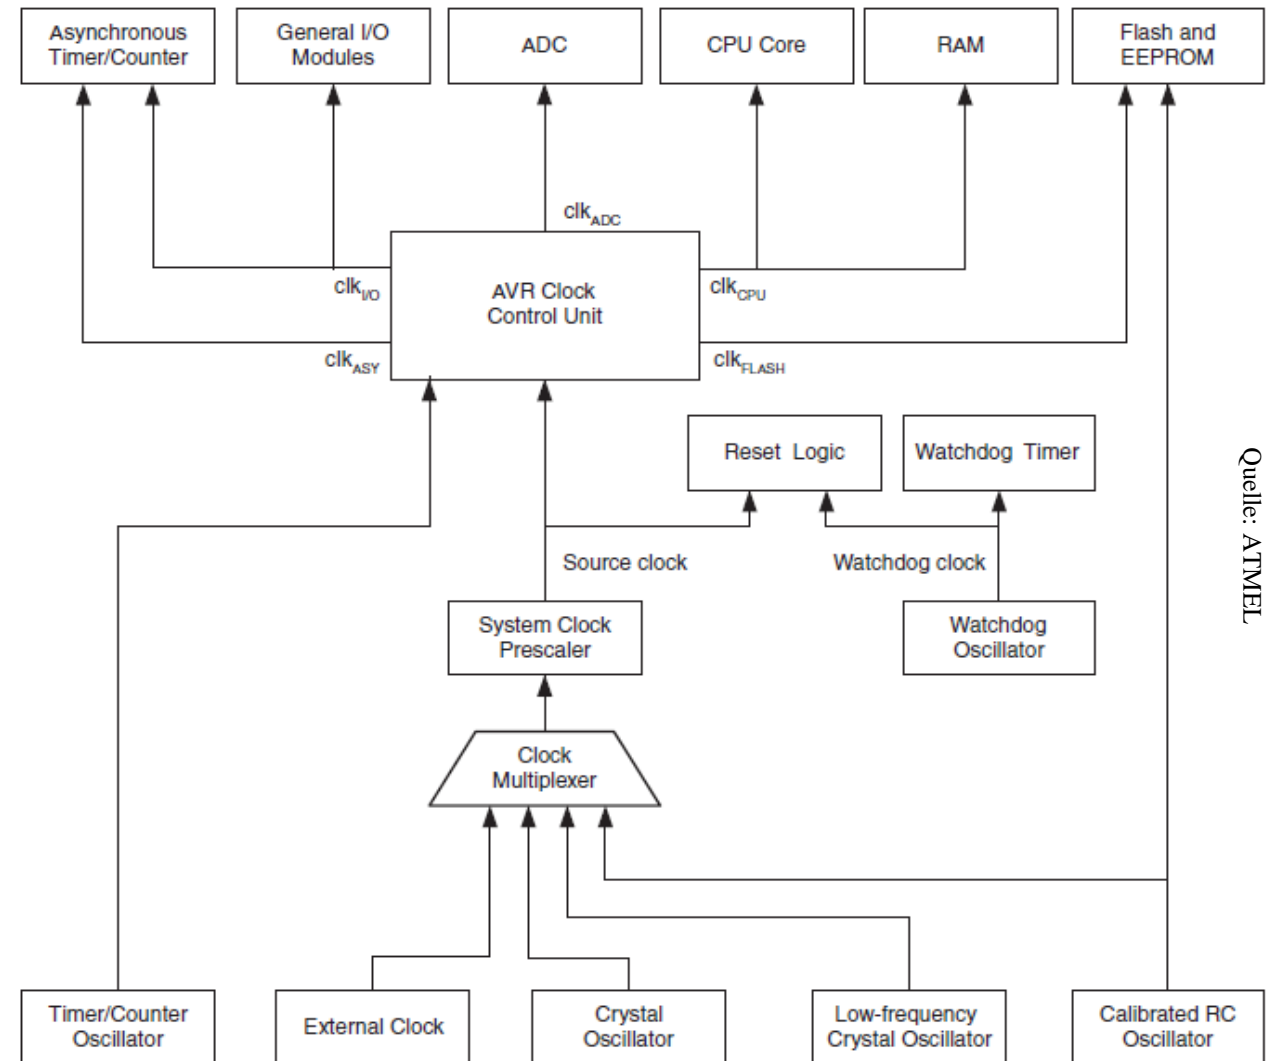 Asynchronous
Timer/Counter
General I/O
Modules
ADC
CPU Core
RAM
Flash and
EEPROM
clkADC
clkI/O
AVR Clock
Control Unit
clkCPU
clkASY
clkFLASH
Reset Logic
Watchdog Timer
Source clock
Watchdog clock
System Clock
Prescaler
Watchdog
Oscillator
Clock
Multiplexer
Timer/Counter
Oscillator
External Clock
Crystal
Oscillator
Low-frequency
Crystal Oscillator
Calibrated RC
Oscillator
Quelle: ATMEL